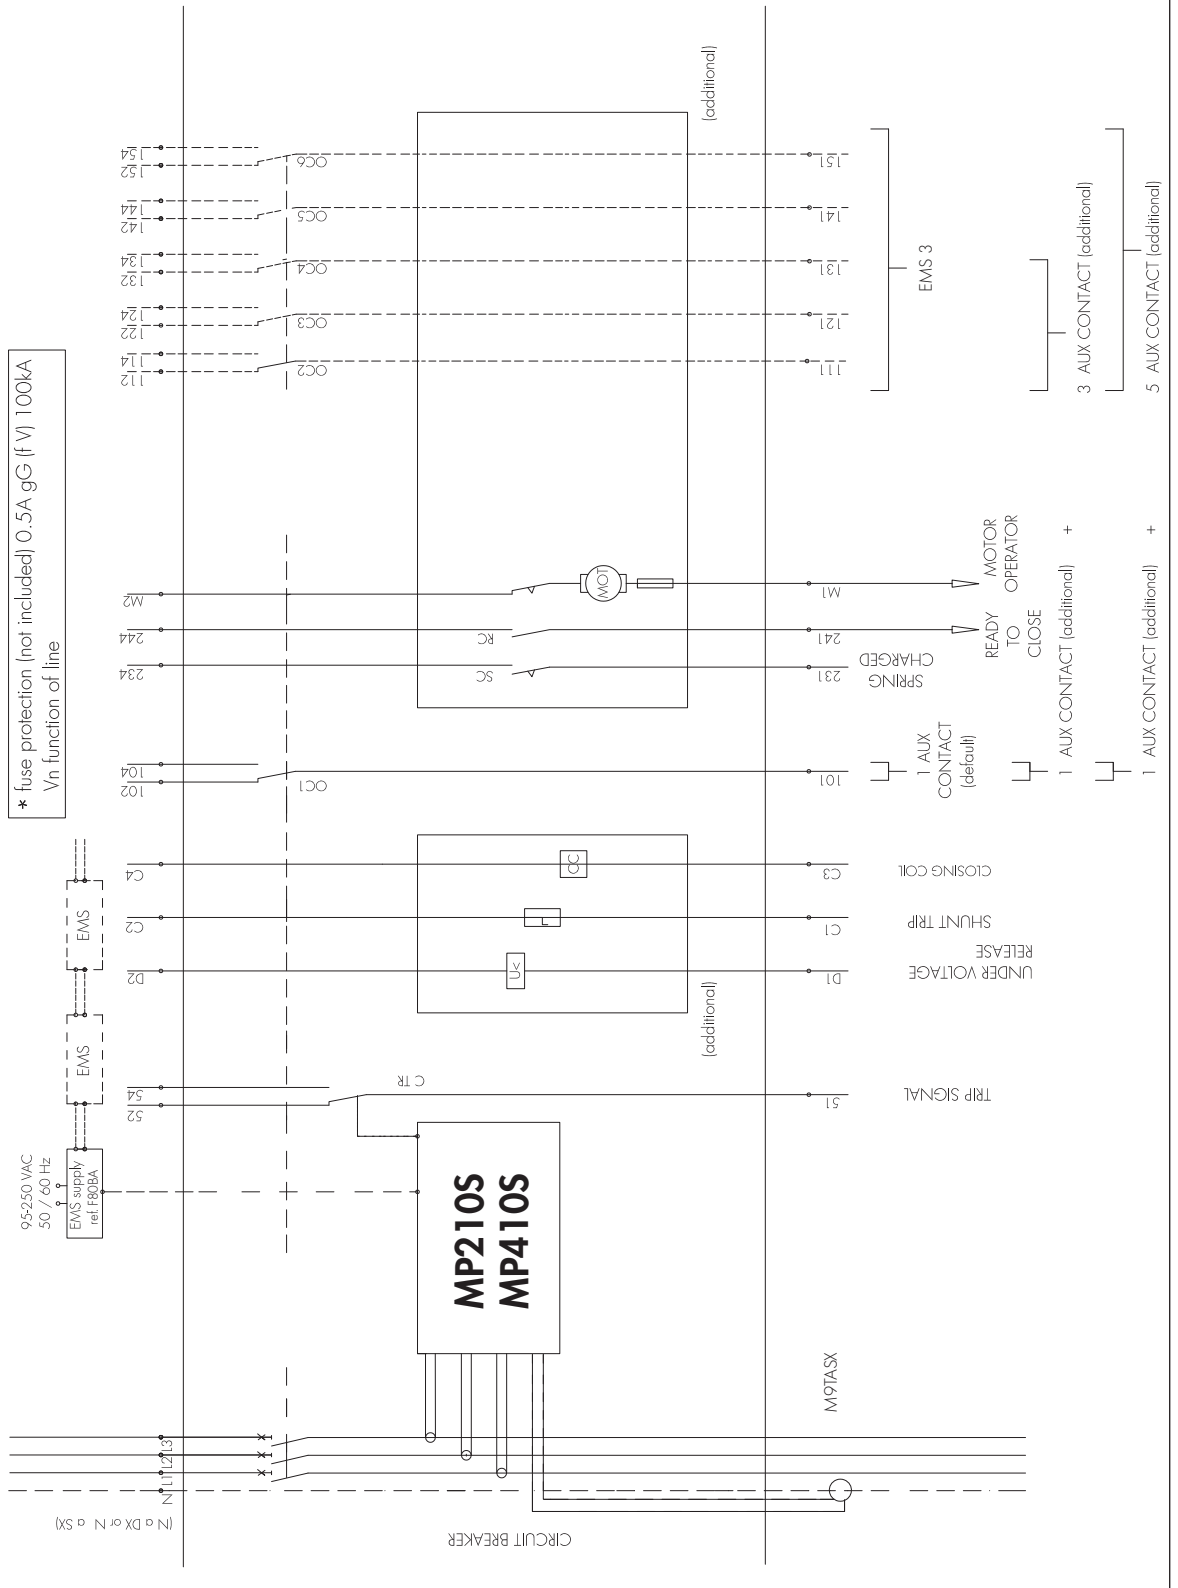 * fuse protection (not included) 0.5A gG (f V) 100kA
Vn function of line
95-250 VAC
50 / 60 Hz
EMS supply
ref. F80BA
EMS
EMS
(N a DX or N a SX)
N
L1
L2
L3
52
54
D2
C2
C4
102
104
234
244
M2
112
114
122
124
132
134
142
144
152
154
C TR
OC1
OC2
OC3
OC4
OC5
OC6
MP210S
MP410S
U<
CC
SC
RC
MOT
(additional)
(additional)
CIRCUIT BREAKER
M9TASX
51
D1
C1
C3
101
231
241
M1
111
121
131
141
151
TRIP SIGNAL
UNDER VOLTAGE
RELEASE
SHUNT TRIP
CLOSING COIL
1 AUX
CONTACT
(default)
SPRING
CHARGED
READY
TO
CLOSE
MOTOR
OPERATOR
EMS 3
1 AUX CONTACT (additional) +
3 AUX CONTACT (additional)
1 AUX CONTACT (additional) +
5 AUX CONTACT (additional)